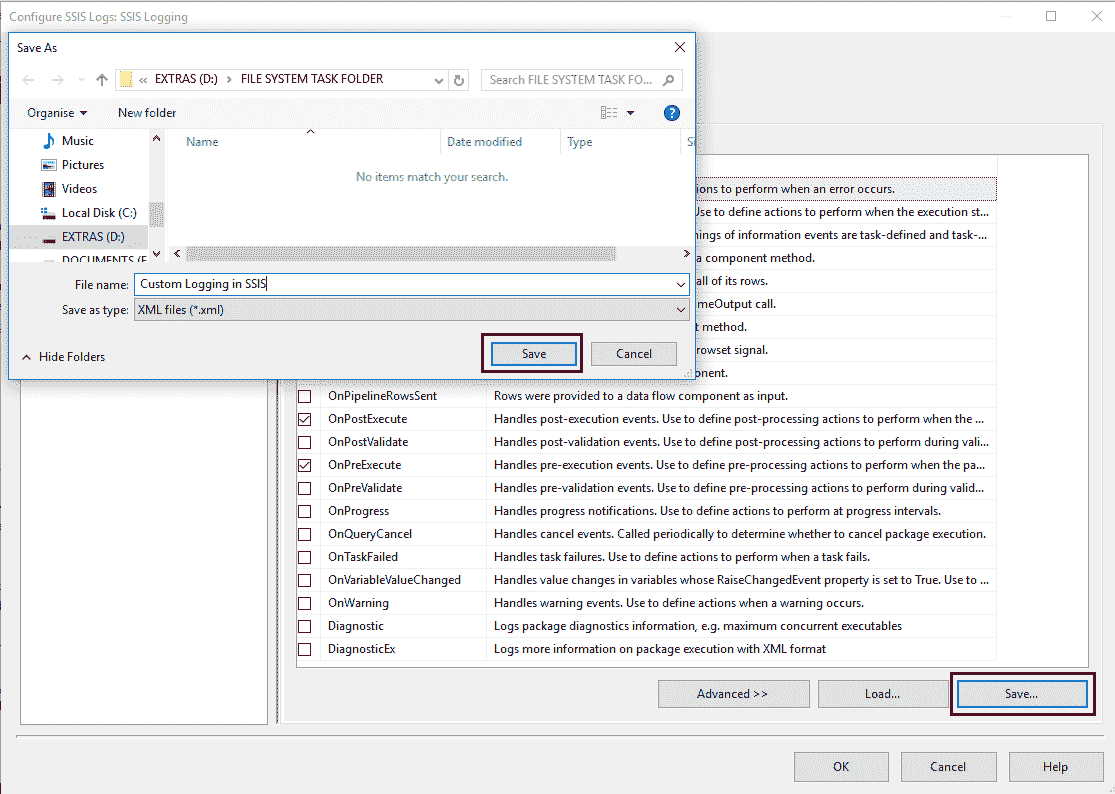 Configure SSIS Logs: SSIS Logging
Save As
« EXTRAS (D:) › FILE SYSTEM TASK FOLDER
Search FILE SYSTEM TASK FO...
Organise
New folder
?
Music
Pictures
Videos
Local Disk (C:)
EXTRAS (D:)
Name
Date modified
Type
No items match your search.
File name: Custom Logging in SSIS
Save as type: XML files (*.xml)
Hide Folders
Save
Cancel
ions to perform when an error occurs.
Use to define actions to perform when the execution st...
nings of information events are task-defined and task-...
a component method.
all of its rows.
meOutput call.
t method.
rowset signal.
onent.
OnPipelineRowsSent Rows were provided to a data flow component as input.
OnPostExecute Handles post-execution events. Use to define post-processing actions to perform when the ...
OnPostValidate Handles post-validation events. Use to define post-processing actions to perform during vali...
OnPreExecute Handles pre-execution events. Use to define pre-processing actions to perform when the pa...
OnPreValidate Handles pre-validation events. Use to define pre-processing actions to perform during valid...
OnProgress Handles progress notifications. Use to define actions to perform at progress intervals.
OnQueryCancel Handles cancel events. Called periodically to determine whether to cancel package execution.
OnTaskFailed Handles task failures. Use to define actions to perform when a task fails.
OnVariableValueChanged Handles value changes in variables whose RaiseChangedEvent property is set to True. Use to ...
OnWarning Handles warning events. Use to define actions when a warning occurs.
Diagnostic Logs package diagnostics information, e.g. maximum concurrent executables
DiagnosticEx Logs more information on package execution with XML format
Advanced >>
Load...
Save...
OK
Cancel
Help